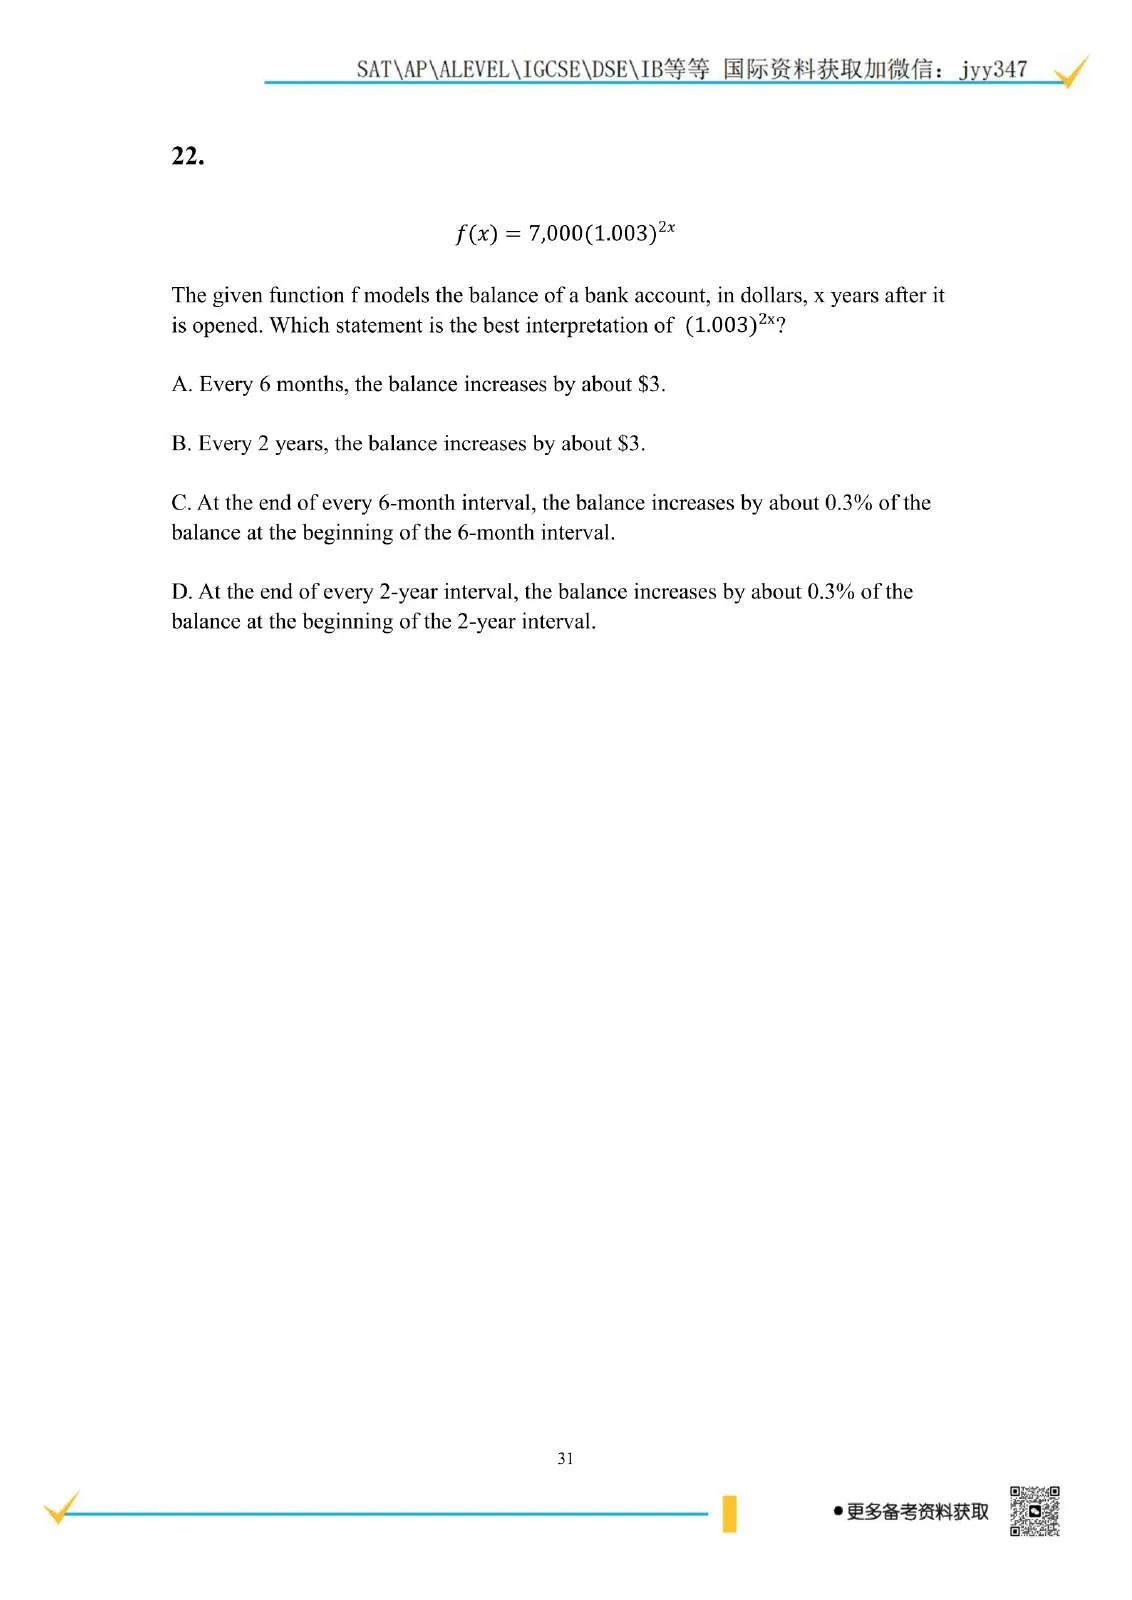 SAT\AP\ALEVEL\IGCSE\DSE\IB等等 国际资料获取加微信：jyy347
22.
f(x) = 7,000(1.003)^{2x}
The given function f models the balance of a bank account, in dollars, x years after it
is opened. Which statement is the best interpretation of (1.003)^{2x}?
A. Every 6 months, the balance increases by about $3.
B. Every 2 years, the balance increases by about $3.
C. At the end of every 6-month interval, the balance increases by about 0.3% of the
balance at the beginning of the 6-month interval.
D. At the end of every 2-year interval, the balance increases by about 0.3% of the
balance at the beginning of the 2-year interval.
31
●更多备考资料获取